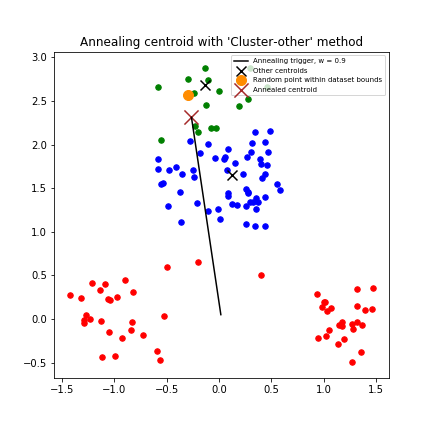 Annealing centroid with 'Cluster-other' method
Annealing trigger, w = 0.9
Other centroids
Random point within dataset bounds
Annealed centroid
3.0
2.5
2.0
1.5
1.0
0.5
0.0
−0.5
−1.5 −1.0 −0.5 0.0 0.5 1.0 1.5